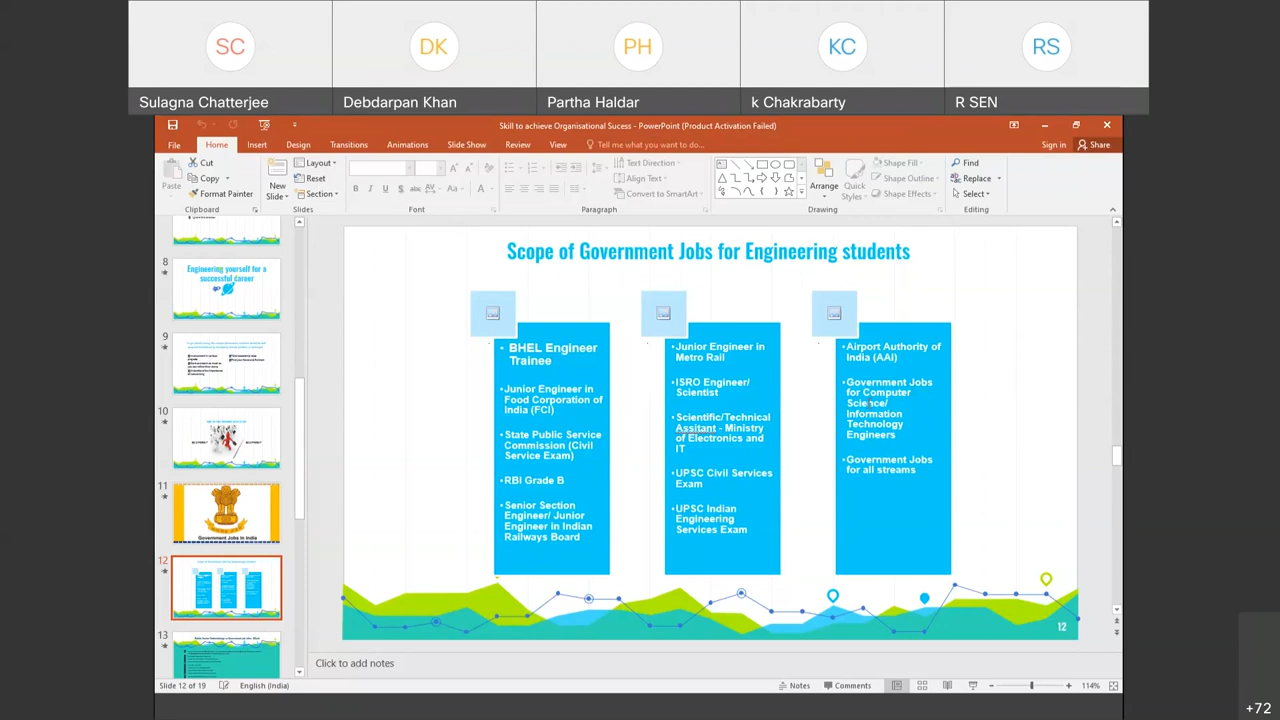 SC
DK
PH
KC
RS
Sulagna Chatterjee
Debdarpan Khan
Partha Haldar
k Chakrabarty
R SEN
Skill to achieve Organisational Sucess - PowerPoint (Product Activation Failed)
File
Home
Insert
Design
Transitions
Animations
Slide Show
Review
View
Tell me what you want to do...
Sign in
Share
Paste
Cut
Copy
Format Painter
Clipboard
New
Slide
Layout
Reset
Section
Slides
B I U S abc AV Aa A
Font
Text Direction
Align Text
Convert to SmartArt
Paragraph
Arrange
Quick
Styles
Shape Fill
Shape Outline
Shape Effects
Drawing
Find
Replace
Select
Editing
8
Engineering yourself for a
successful career
9
10
11
Government Jobs in India
12
13
Scope of Government Jobs for Engineering students
• BHEL Engineer
Trainee
•Junior Engineer in
Food Corporation of
India (FCI)
•State Public Service
Commission (Civil
Service Exam)
•RBI Grade B
•Senior Section
Engineer/ Junior
Engineer in Indian
Railways Board
•Junior Engineer in
Metro Rail
•ISRO Engineer/
Scientist
•Scientific/Technical
Assitant - Ministry
of Electronics and
IT
•UPSC Civil Services
Exam
•UPSC Indian
Engineering
Services Exam
•Airport Authority of
India (AAI)
•Government Jobs
for Computer
Science/
Information
Technology
Engineers
•Government Jobs
for all streams
12
Click to add notes
Slide 12 of 19
English (India)
Notes
Comments
114%
+72